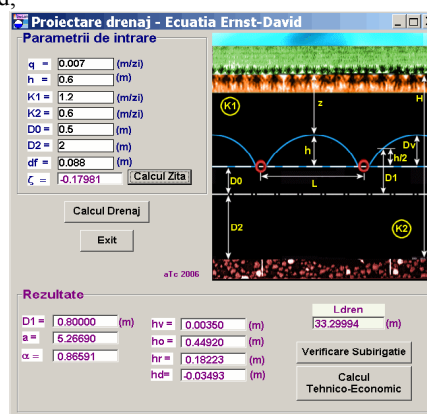 d,
Proiectare drenaj - Ecuatia Ernst-David
Parametrii de intrare
q = 0.007 (m/zi)
h = 0.6 (m)
K1 = 1.2 (m/zi)
K2 = 0.6 (m/zi)
D0 = 0.5 (m)
D2 = 2 (m)
df = 0.088 (m)
ζ = -0.17981 Calcul Zita
Calcul Drenaj
Exit
aTc 2006
K1
z
H
h
h/2
Dv
D0
L
D1
D2
K2
Rezultate
D1 = 0.80000 (m)
a = 5.26690
α = 0.86591
hv = 0.00350 (m)
ho = 0.44920 (m)
hr = 0.18223 (m)
hd= -0.03493 (m)
Ldren
33.29994 (m)
Verificare Subirigatie
Calcul
Tehnico-Economic